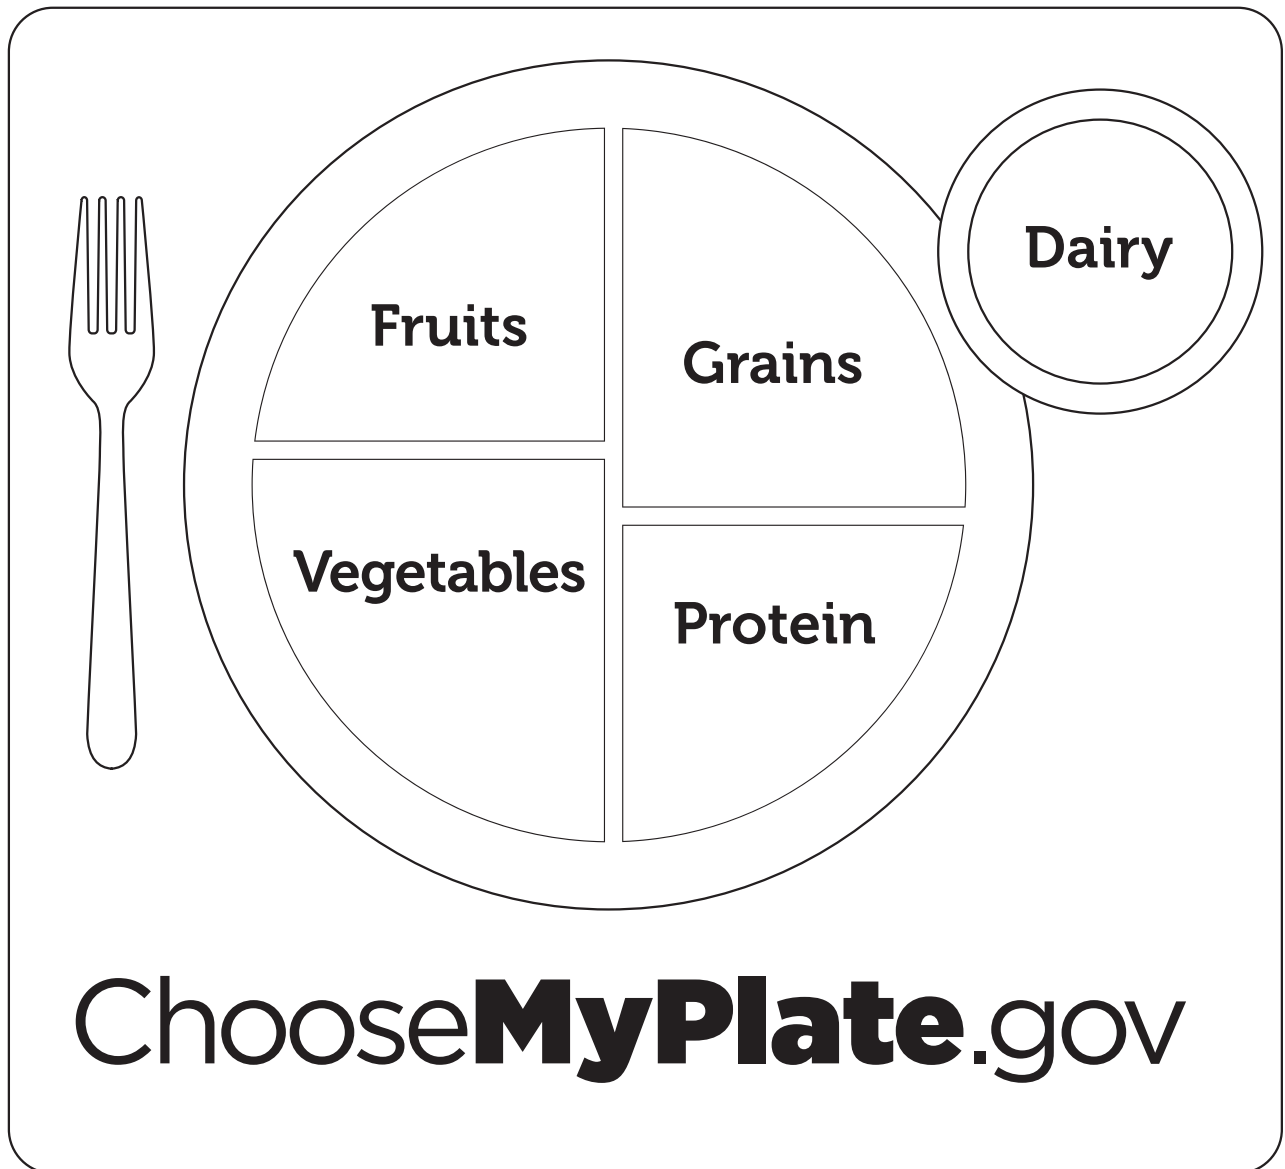 Dairy
Fruits
Grains
Vegetables
Protein
ChooseMyPlate.gov